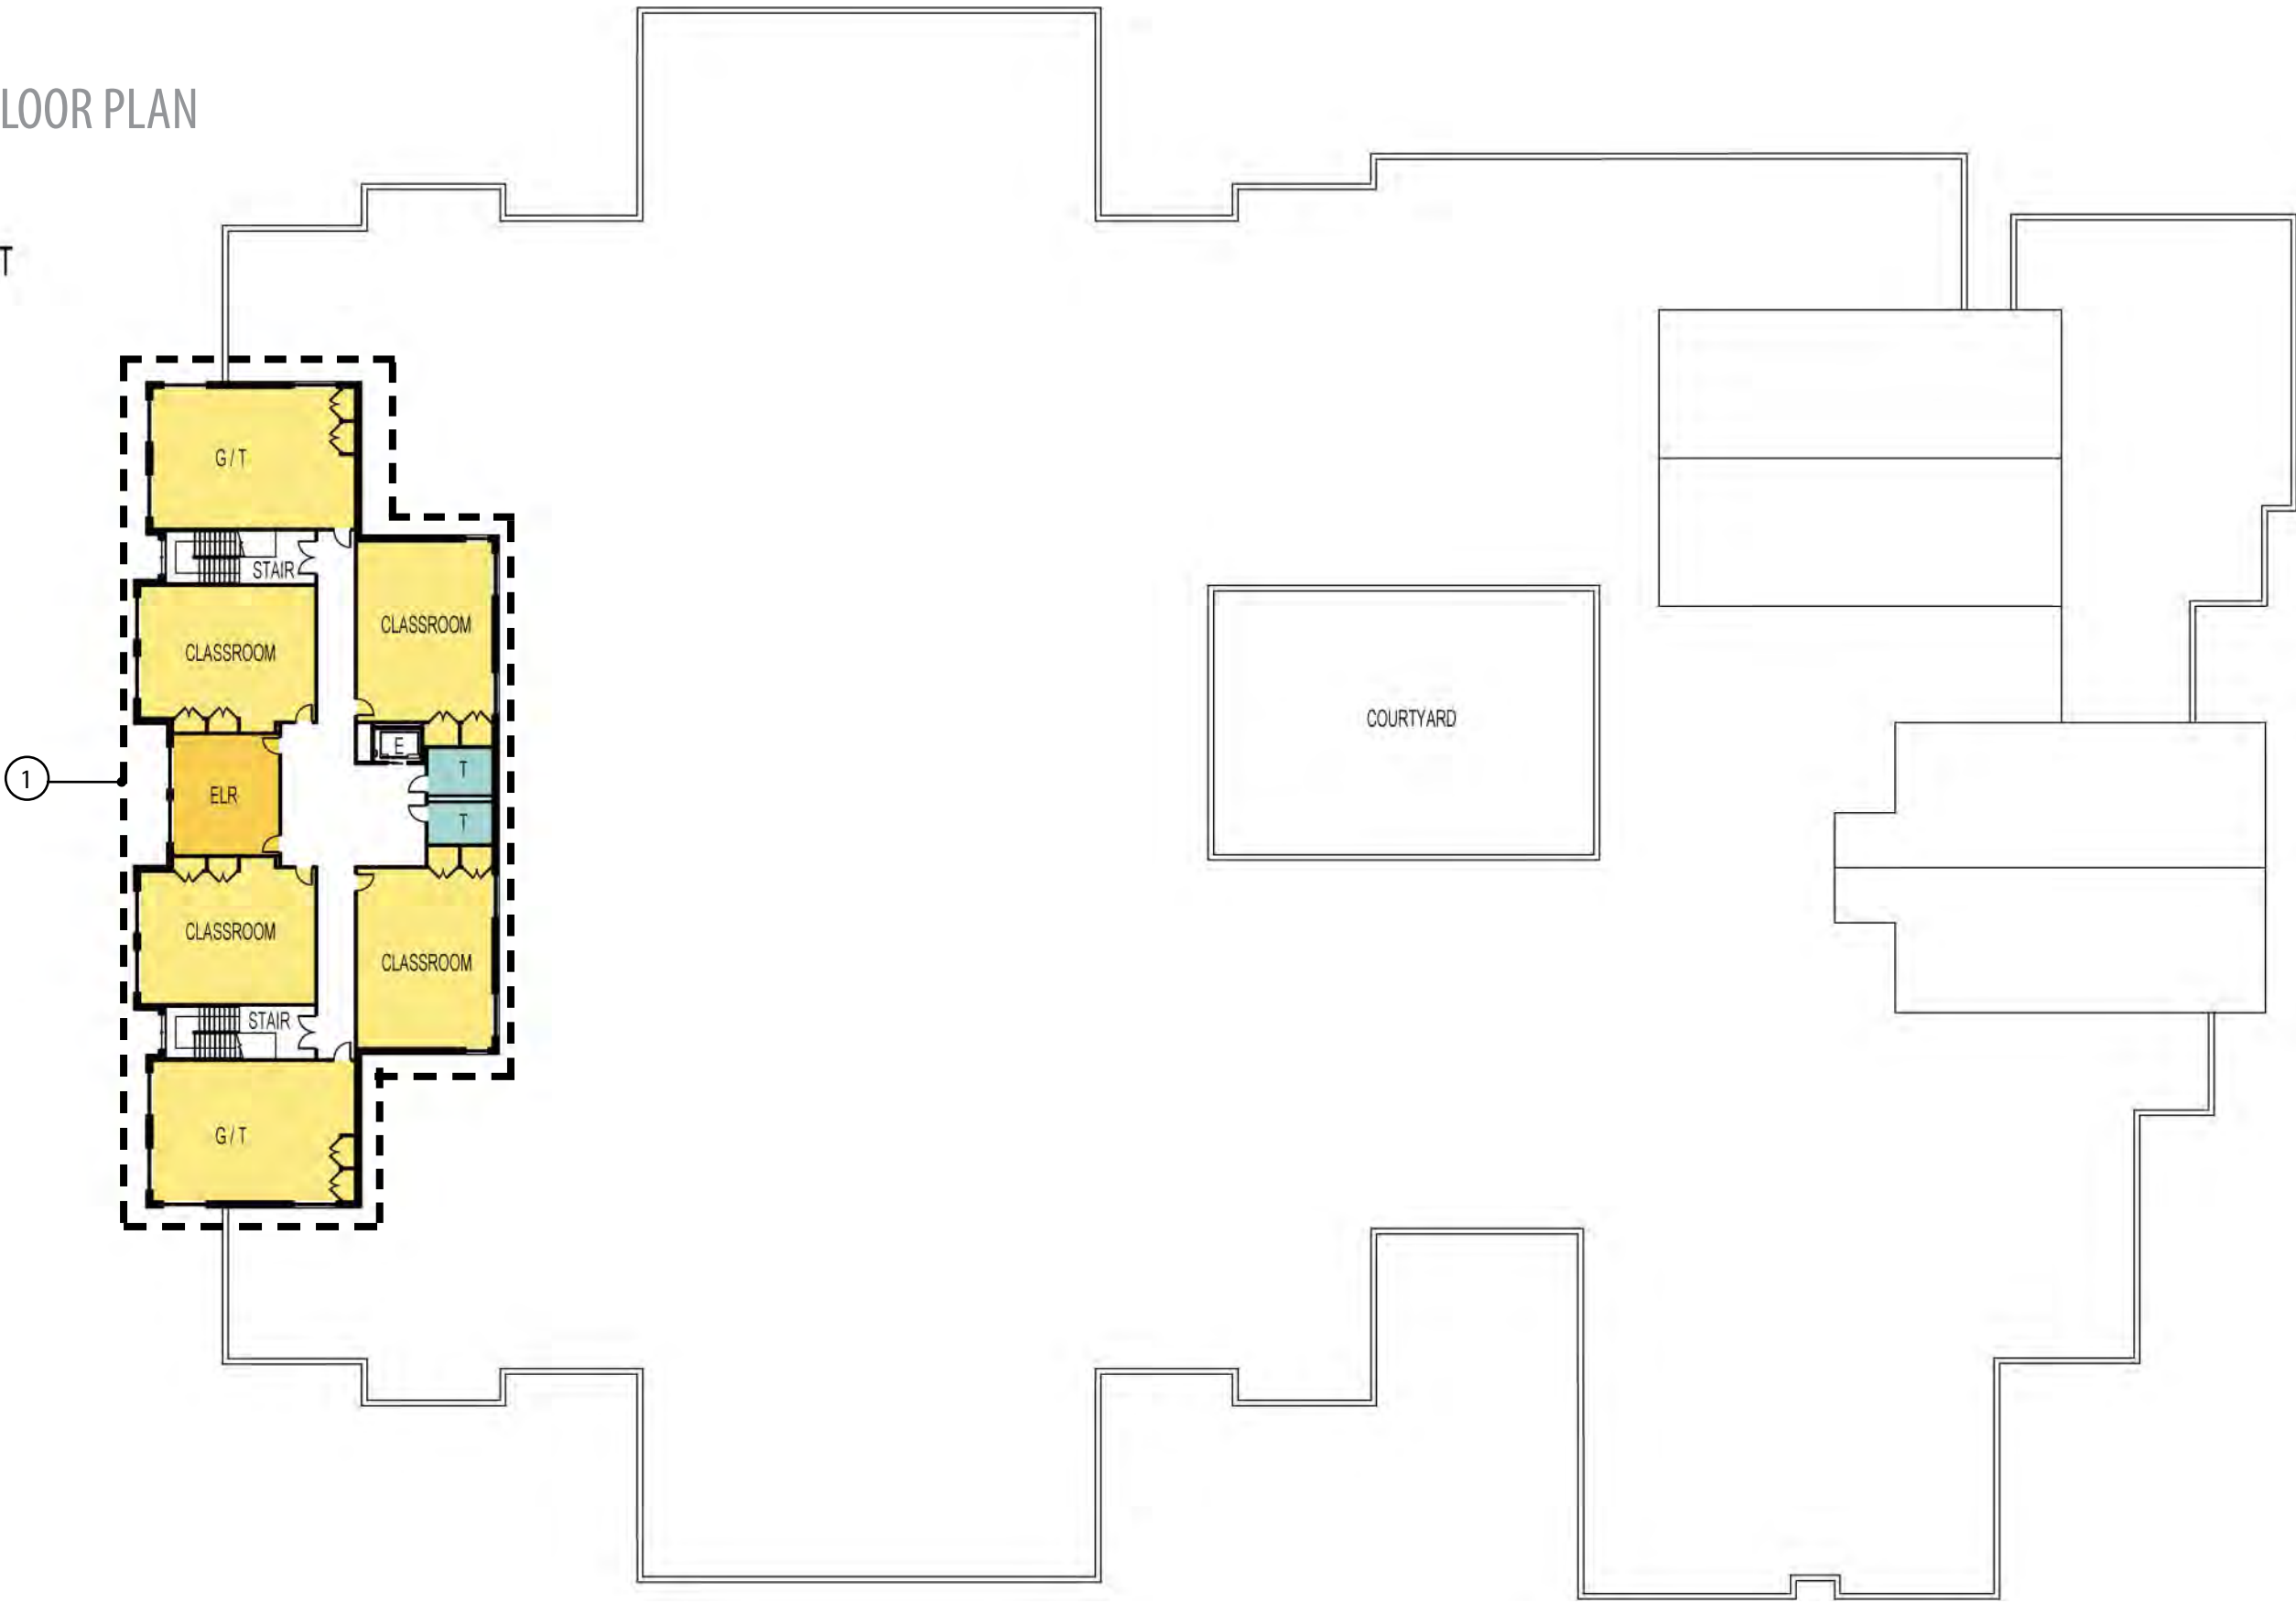 LOOR PLAN
T
G / T
STAIR
CLASSROOM
CLASSROOM
E
COURTYARD
T
1
ELR
T
CLASSROOM
CLASSROOM
STAIR
G / T